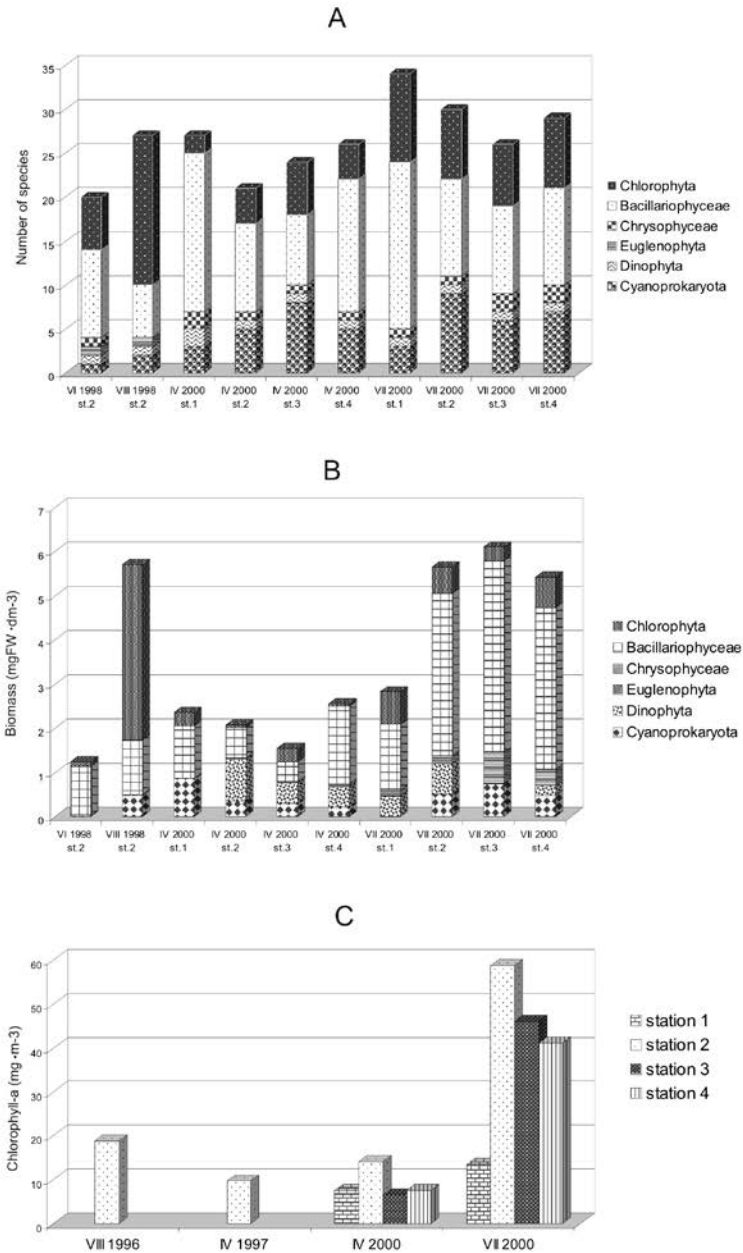 A
Number of species
35
30
25
20
15
10
5
0
VI 1998 VIII 1998 IV 2000 IV 2000 IV 2000 IV 2000 VII 2000 VII 2000 VII 2000 VII 2000
st.2 st.2 st.1 st.2 st.3 st.4 st.1 st.2 st.3 st.4
Chlorophyta
Bacillariophyceae
Chrysophyceae
Euglenophyta
Dinophyta
Cyanoprokaryota
B
Biomass (mgFW •dm-3)
7
6
5
4
3
2
1
0
VI 1998 VIII 1998 IV 2000 IV 2000 IV 2000 IV 2000 VII 2000 VII 2000 VII 2000 VII 2000
st.2 st.2 st.1 st.2 st.3 st.4 st.1 st.2 st.3 st.4
Chlorophyta
Bacillariophyceae
Chrysophyceae
Euglenophyta
Dinophyta
Cyanoprokaryota
C
Chlorophyll-a (mg •m-3)
60
50
40
30
20
10
0
VIII 1996 IV 1997 IV 2000 VII 2000
station 1
station 2
station 3
station 4